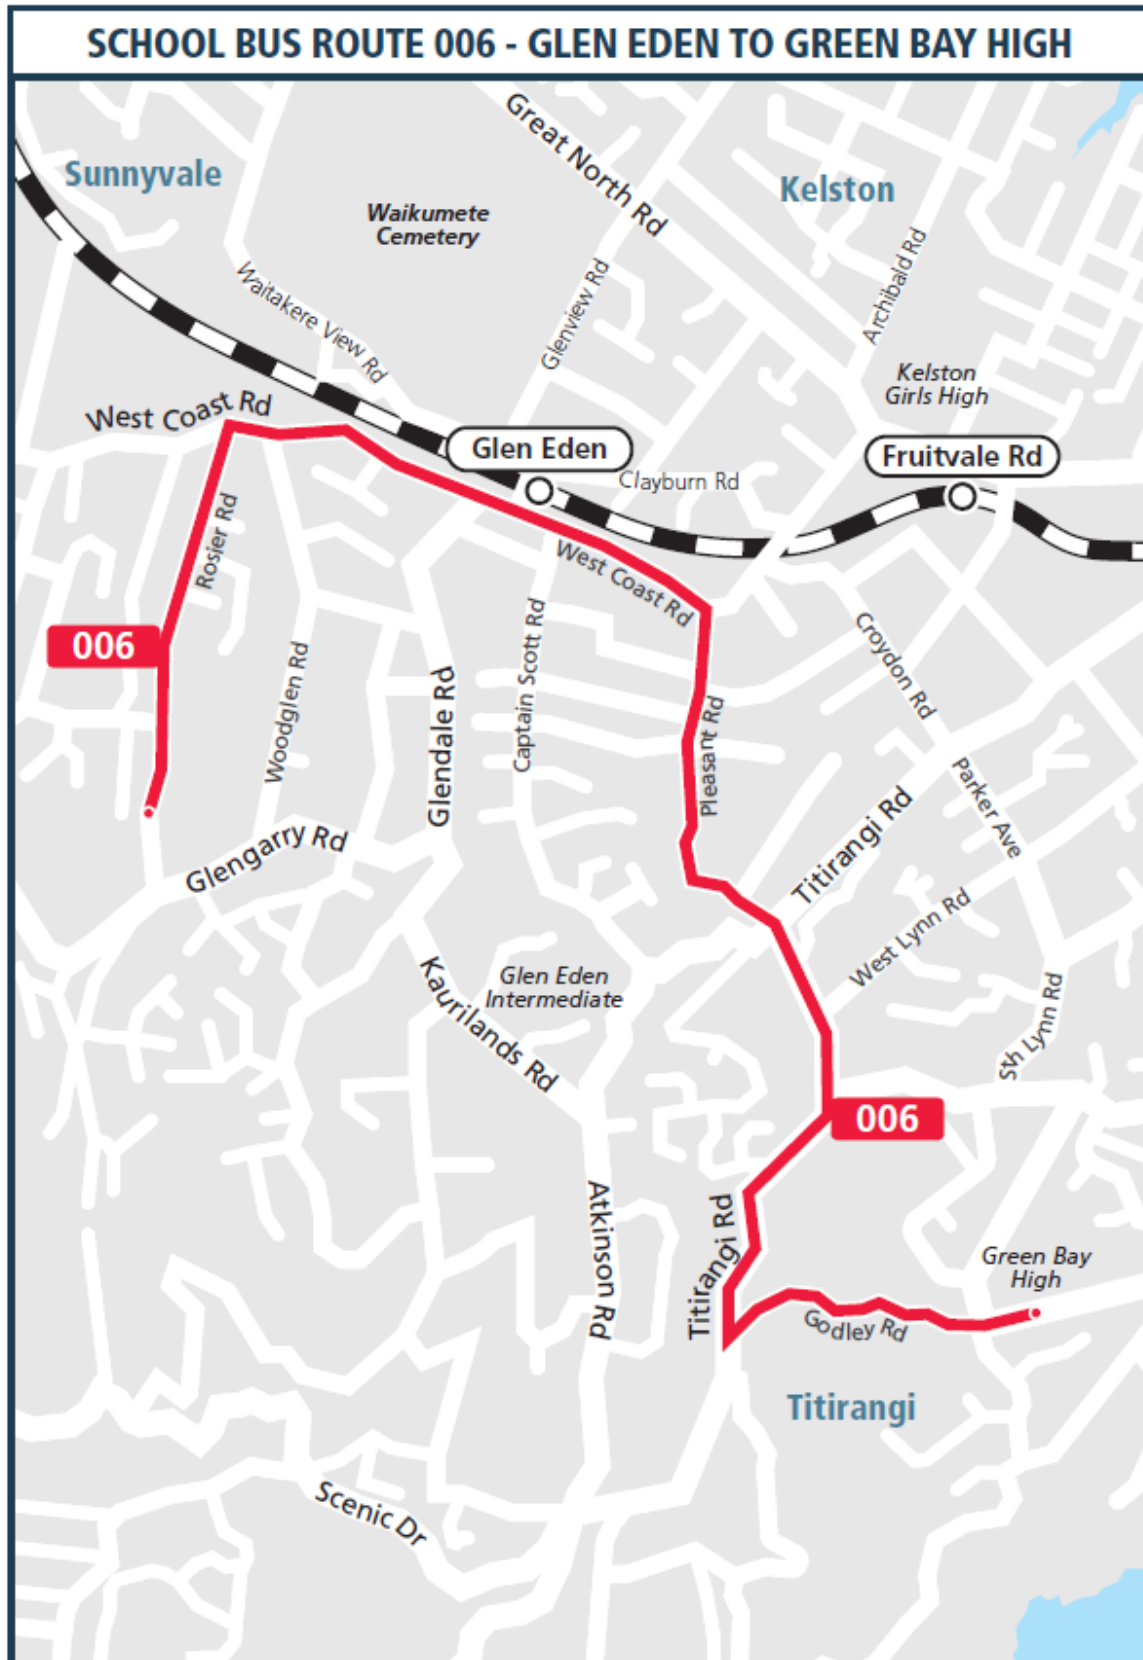 SCHOOL BUS ROUTE 006 - GLEN EDEN TO GREEN BAY HIGH
Great North Rd
Sunnyvale
Kelston
Waikumete
Cemetery
Waitakere View Rd
Glenview Rd
Archibald Rd
Kelston
Girls High
West Coast Rd
Glen Eden
Fruitvale Rd
Clayburn Rd
Rosier Rd
West Coast Rd
006
Captain Scott Rd
Croydon Rd
Woodglen Rd
Glendale Rd
Pleasant Rd
Parker Ave
Titirangi Rd
Glengarry Rd
West Lynn Rd
Kaurilands Rd
Glen Eden
Intermediate
Sth Lynn Rd
006
Atkinson Rd
Titirangi Rd
Green Bay
High
Godley Rd
Titirangi
Scenic Dr